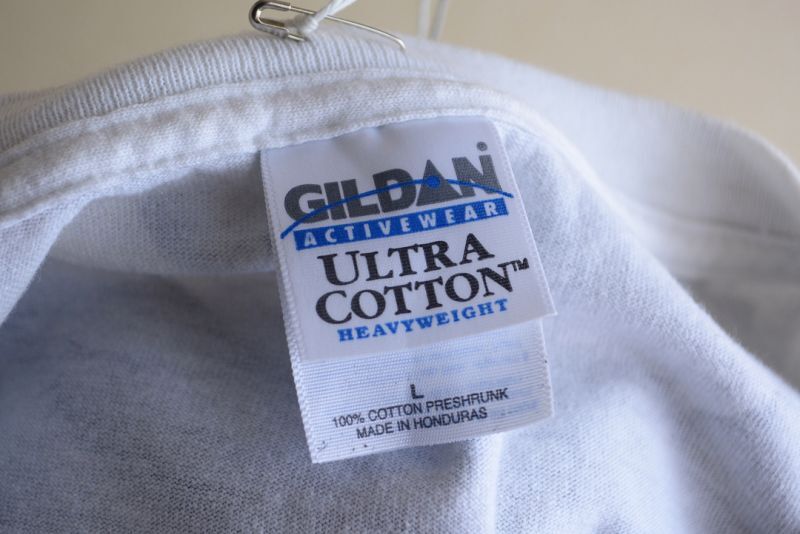 GILDAN
ACTIVEWEAR
ULTRA
COTTON™
HEAVYWEIGHT
L
100% COTTON PRESHRUNK
MADE IN HONDURAS